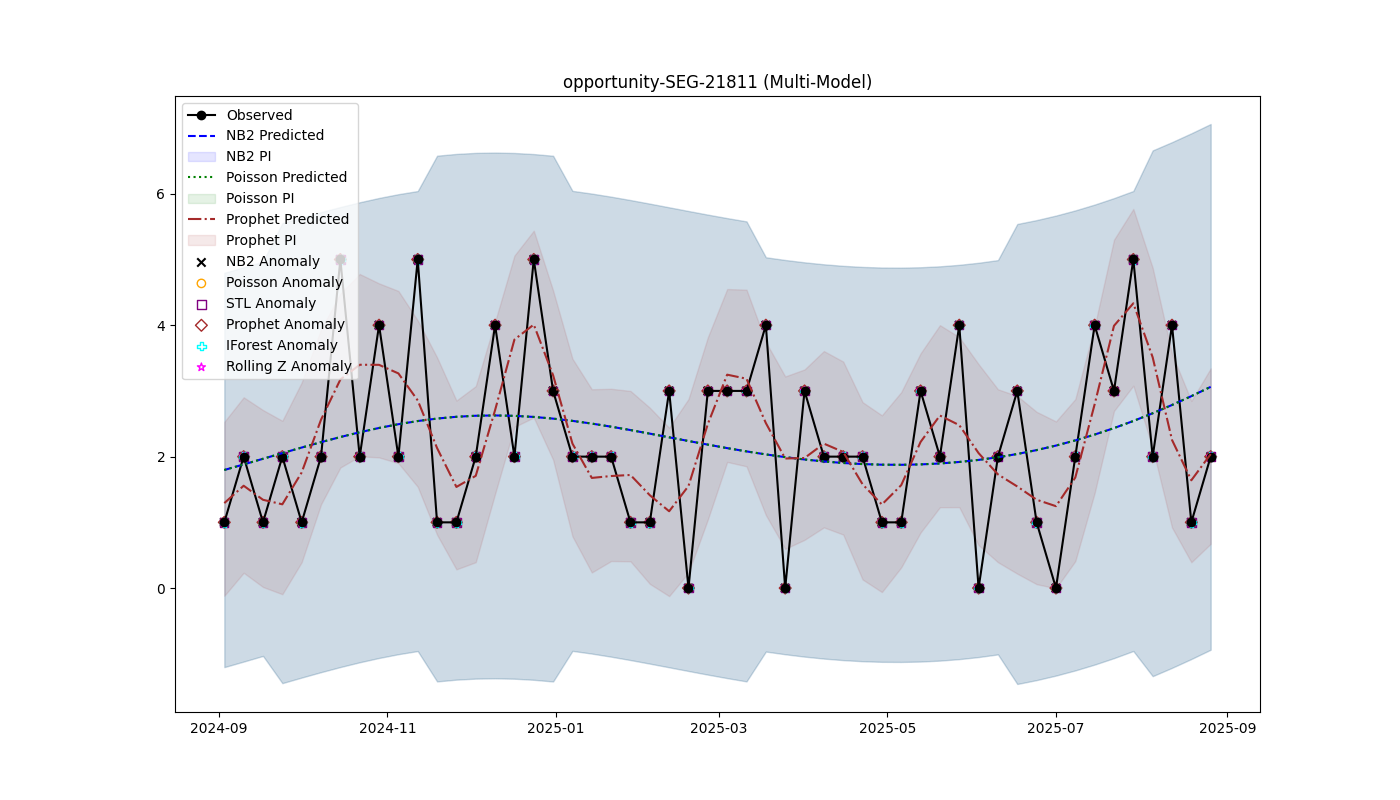 opportunity-SEG-21811 (Multi-Model)
Observed
NB2 Predicted
NB2 PI
Poisson Predicted
Poisson PI
Prophet Predicted
Prophet PI
NB2 Anomaly
Poisson Anomaly
STL Anomaly
Prophet Anomaly
IForest Anomaly
Rolling Z Anomaly
6
4
2
0
2024-09
2024-11
2025-01
2025-03
2025-05
2025-07
2025-09